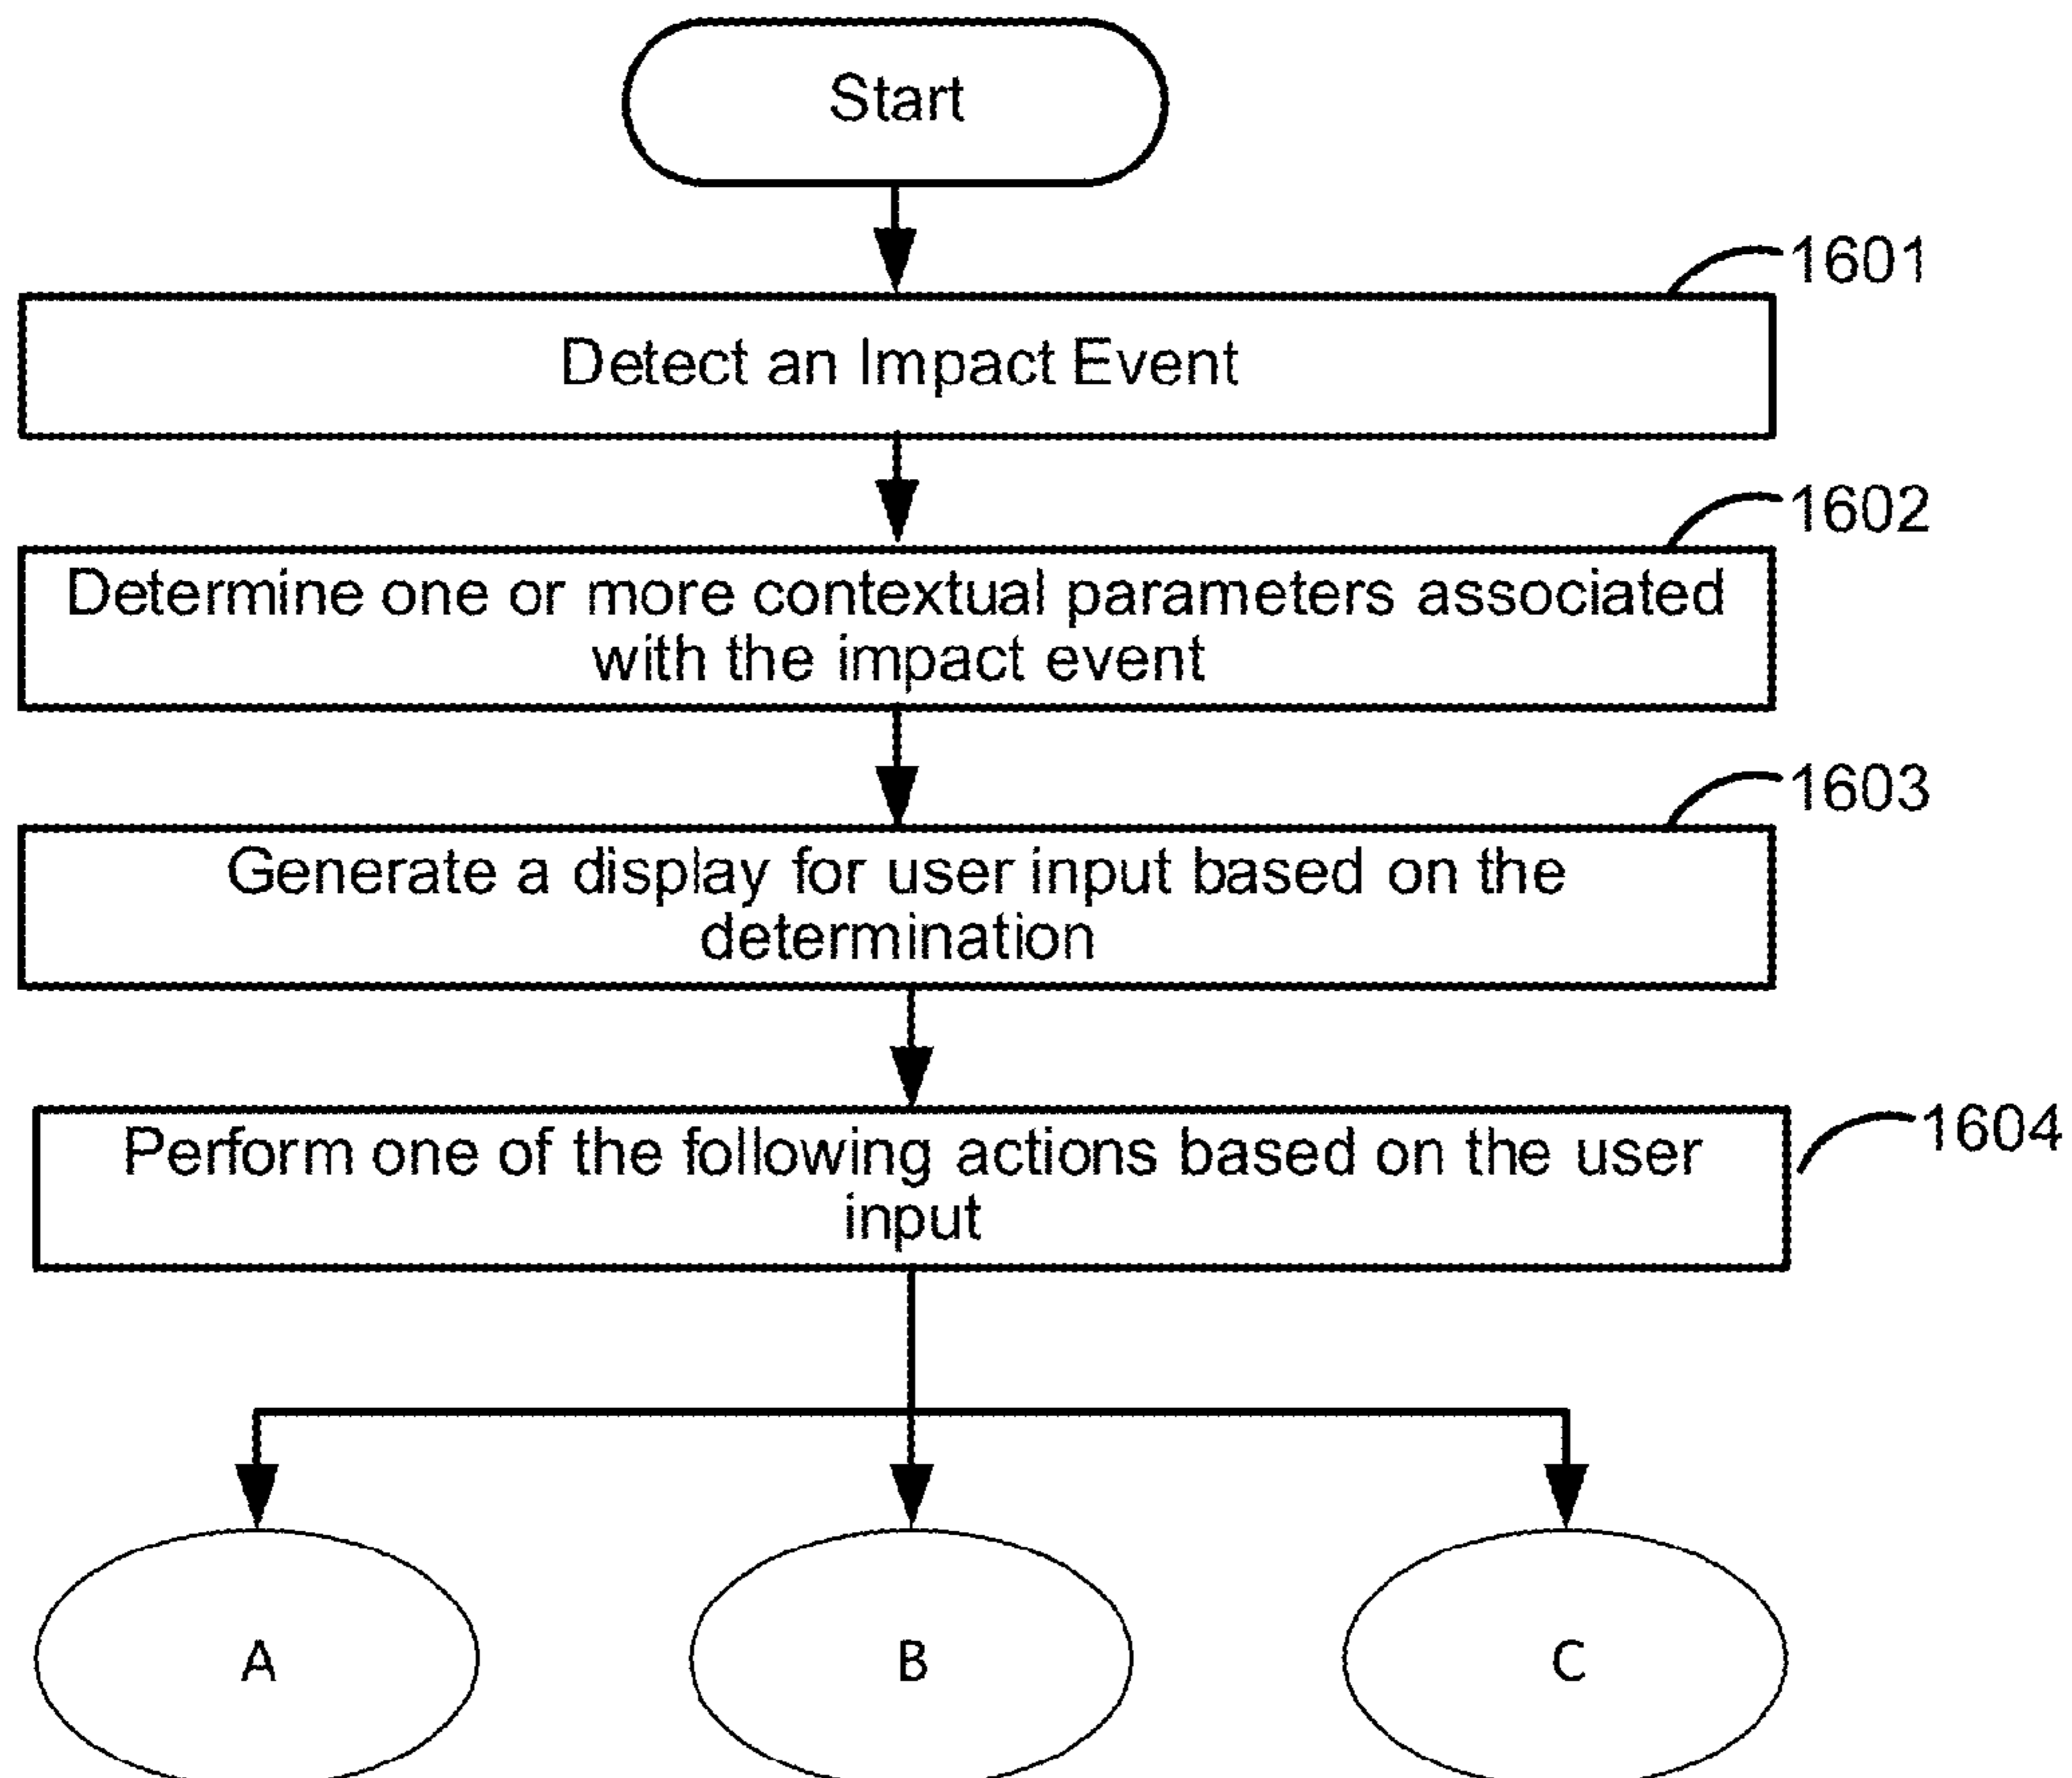 Start
1601
Detect an Impact Event
1602
Determine one or more contextual parameters associated
with the impact event
1603
Generate a display for user input based on the
determination
1604
Perform one of the following actions based on the user
input
A
B
C